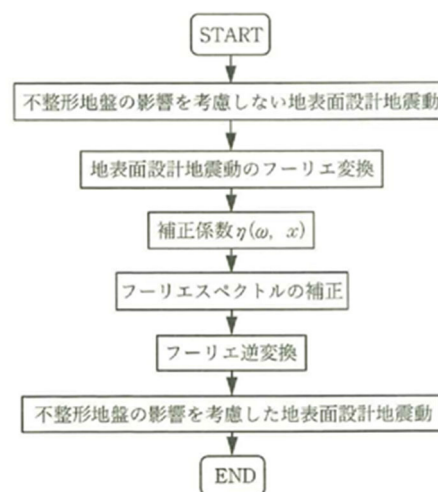 START
不整形地盤の影響を考慮しない地表面設計地震動
地表面設計地震動のフーリエ変換
補正係数η(ω, x)
フーリエスペクトルの補正
フーリエ逆変換
不整形地盤の影響を考慮した地表面設計地震動
END